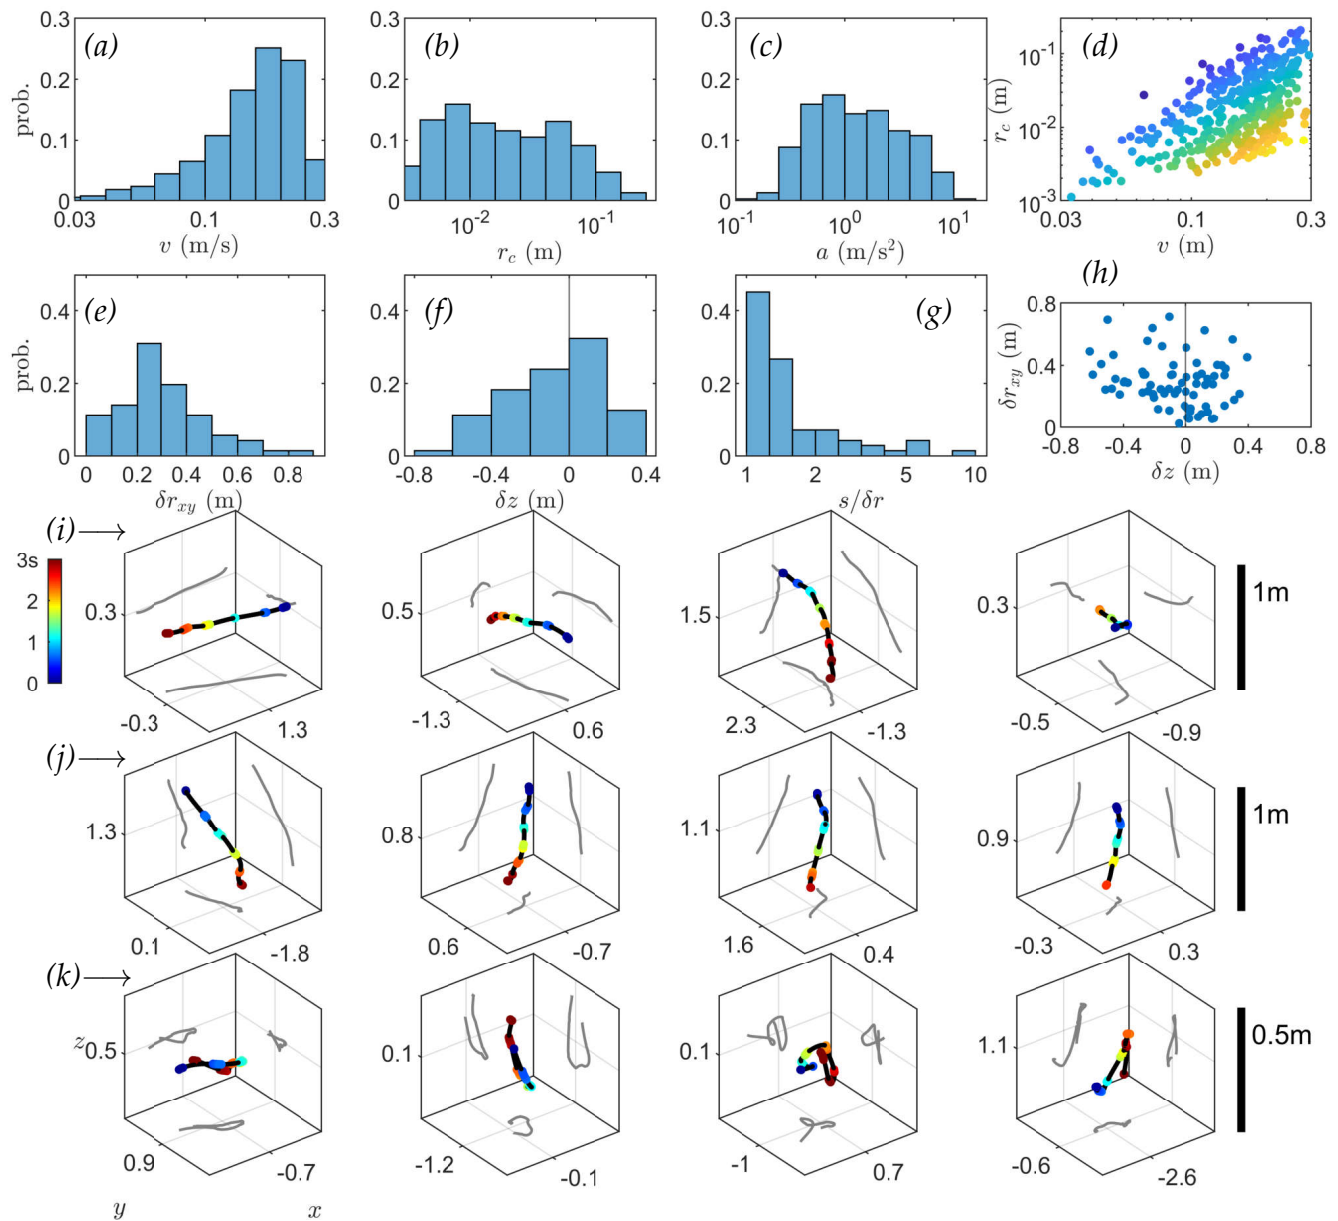 (a) (b) (c) (d)
0.3 0.3 0.3
0.2 0.2 0.2
0.1 0.1 0.1
0 0 0
prob.
0.03 0.1 0.3
v (m/s)
10^-2 10^-1
r_c (m)
10^-1 10^0 10^1
a (m/s^2)
10^-1
10^-2
10^-3
r_c (m)
0.03 0.1 0.3
v (m)
(e) (f) (g) (h)
0.4 0.4 0.4
0.2 0.2 0.2
0 0 0
prob.
0 0.2 0.4 0.6 0.8
δr_xy (m)
-0.8 -0.4 0 0.4
δz (m)
1 2 5 10
s/δr
0.8
0.4
0
δr_xy (m)
-0.8 -0.4 0 0.4 0.8
δz (m)
(i)⟶
3s
2
1
0
0.3 0.5 1.5 0.3 1m
-0.3 1.3 -1.3 0.6 2.3 -1.3 -0.5 -0.9
(j)⟶
1.3 0.8 1.1 0.9 1m
0.1 -1.8 0.6 -0.7 1.6 0.4 -0.3 0.3
(k)⟶
z 0.5 0.1 0.1 1.1 0.5m
0.9 -0.7 -1.2 -0.1 -1 0.7 -0.6 -2.6
y x